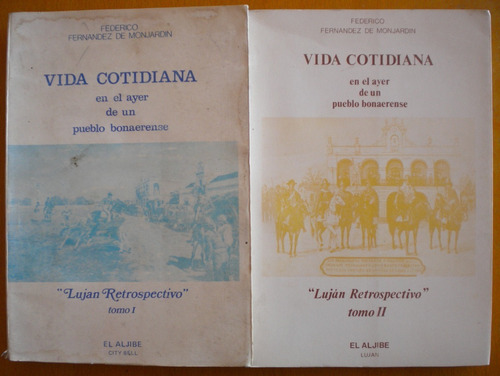 FEDERICO
FERNANDEZ DE MONJARDIN
VIDA COTIDIANA
en el ayer
de un
pueblo bonaerense
"Lujan Retrospectivo"
tomo I
EL ALJIBE
CITY BELL
FEDERICO
FERNANDEZ DE MONJARDIN
VIDA COTIDIANA
en el ayer
de un
pueblo bonaerense
"Luján Retrospectivo"
tomo II
EL ALJIBE
LUJAN